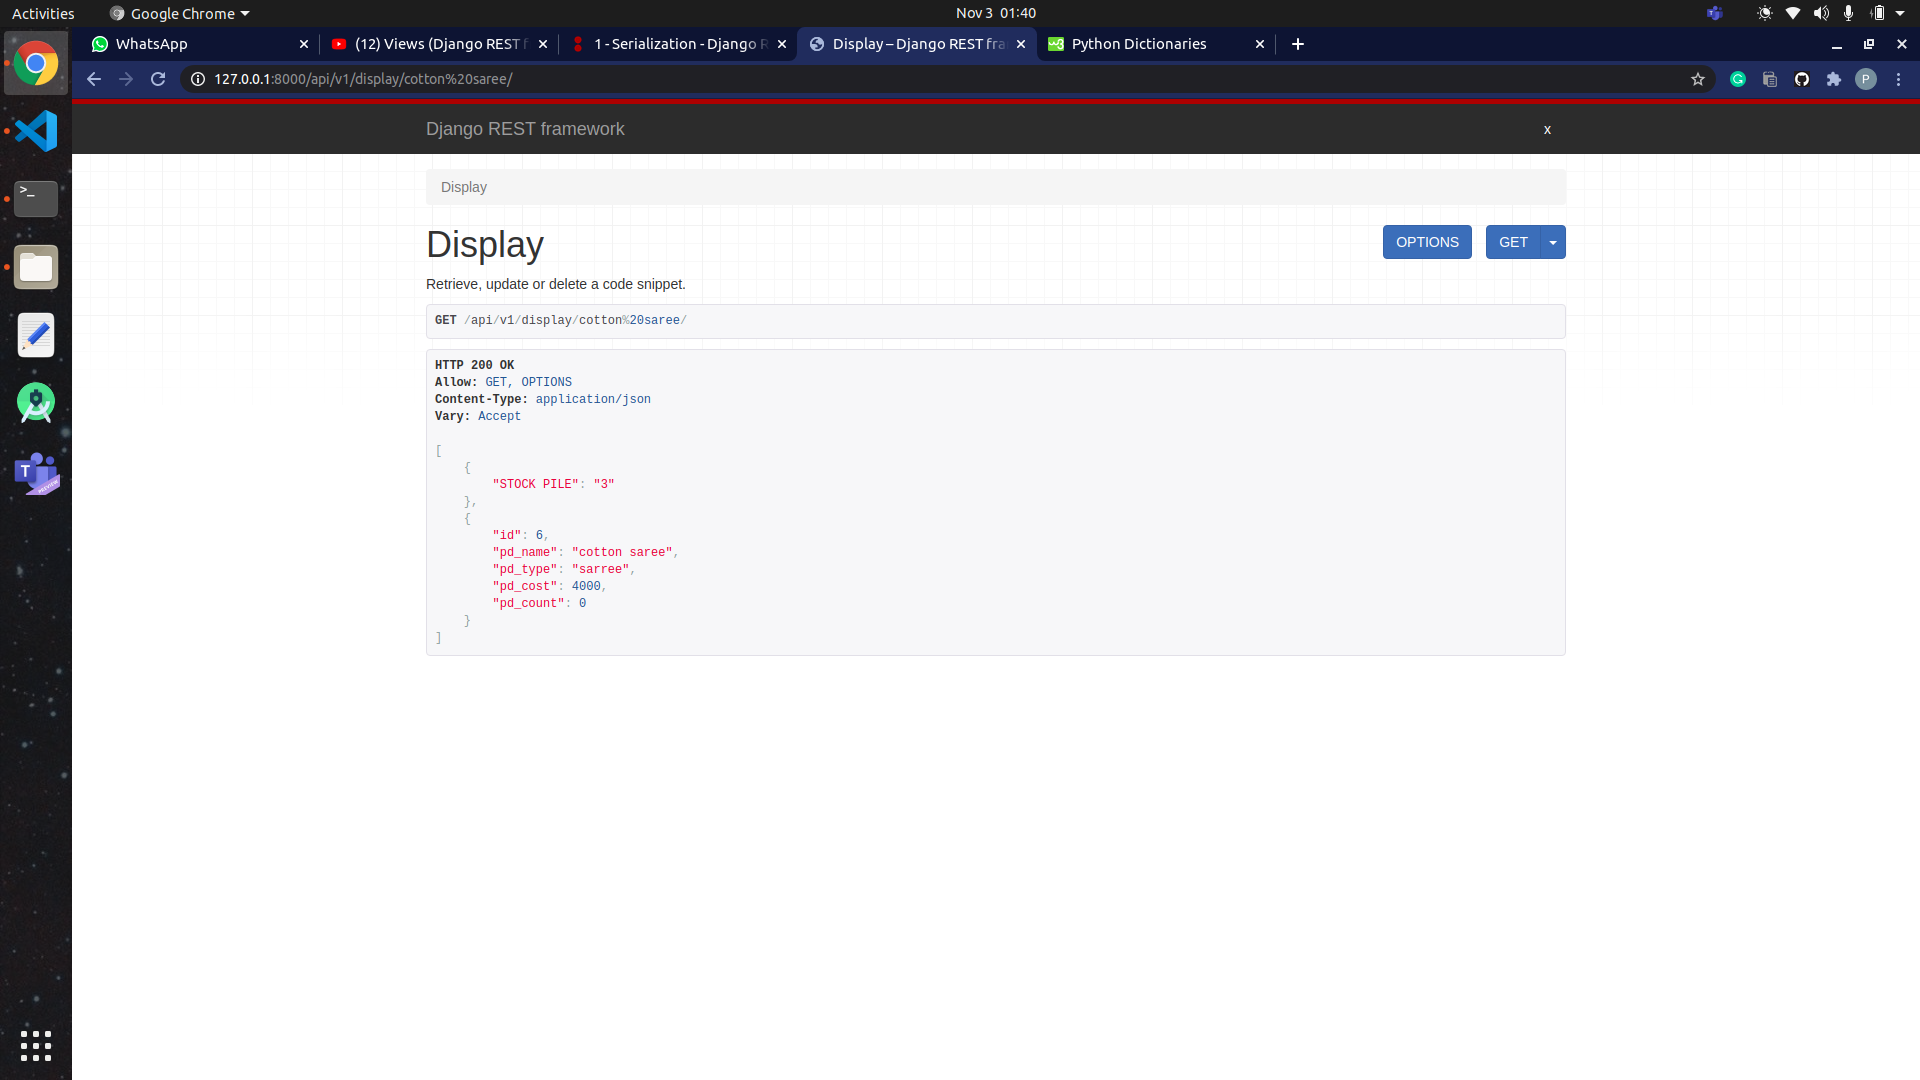 Activities
Google Chrome
Nov 3 01:40
WhatsApp
(12) Views (Django REST f
1 - Serialization - Django R
Display – Django REST fra
Python Dictionaries
127.0.0.1:8000/api/v1/display/cotton%20saree/
P
Django REST framework
x
Display
Display
OPTIONS
GET
Retrieve, update or delete a code snippet.
GET /api/v1/display/cotton%20saree/
HTTP 200 OK
Allow: GET, OPTIONS
Content-Type: application/json
Vary: Accept
[
    {
        "STOCK PILE": "3"
    },
    {
        "id": 6,
        "pd_name": "cotton saree",
        "pd_type": "sarree",
        "pd_cost": 4000,
        "pd_count": 0
    }
]
>_
T
PREVIEW